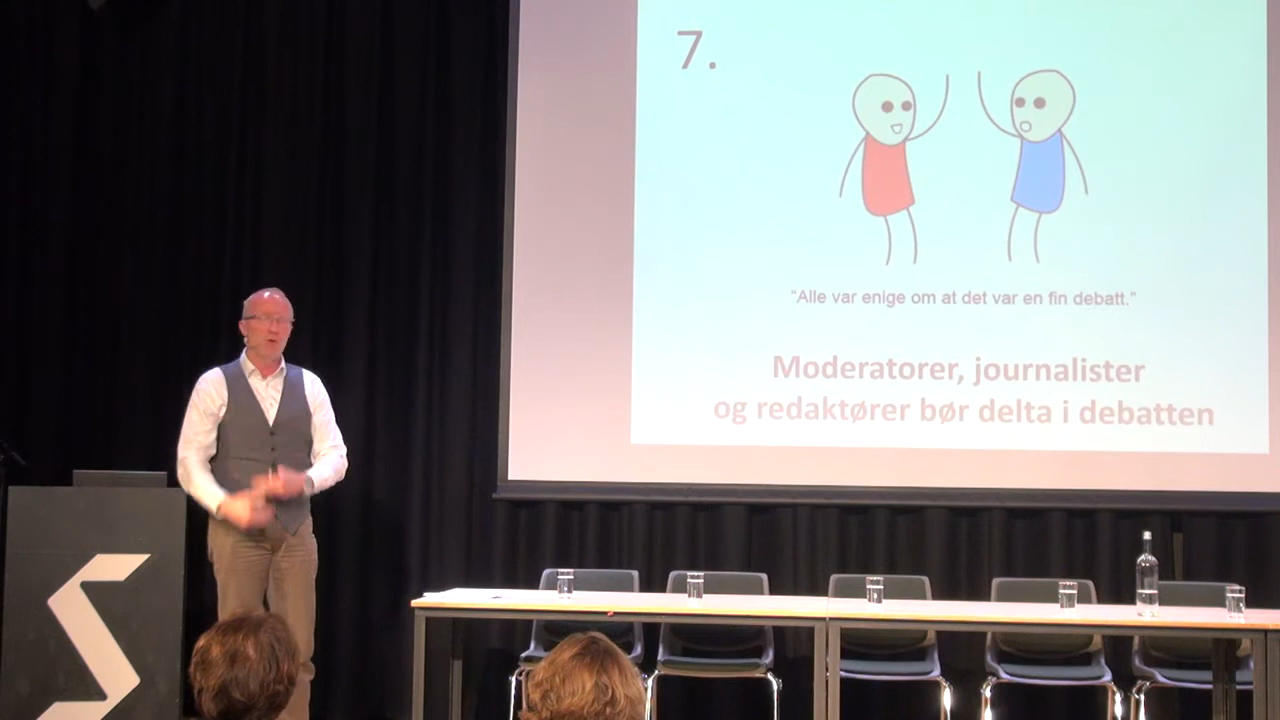 7.
“Alle var enige om at det var en fin debatt.”
Moderatorer, journalister
og redaktører bør delta i debatten